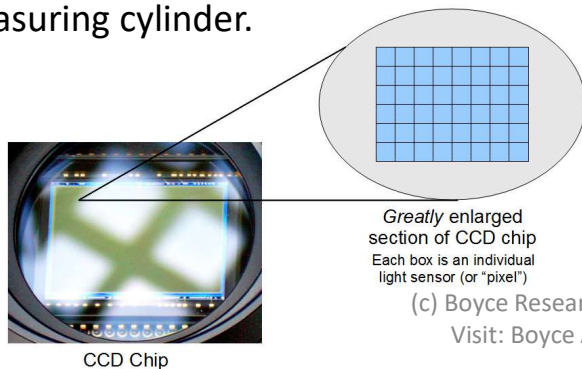 asuring cylinder.
Greatly enlarged
section of CCD chip
Each box is an individual
light sensor (or “pixel”)
(c) Boyce Resear
Visit: Boyce
CCD Chip